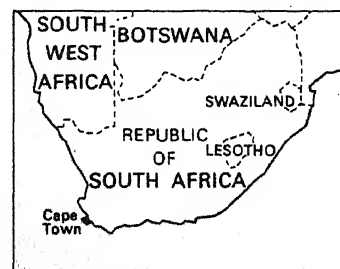 SOUTH
WEST
AFRICA
BOTSWANA
SWAZILAND
REPUBLIC
OF
SOUTH AFRICA
LESOTHO
Cape
Town